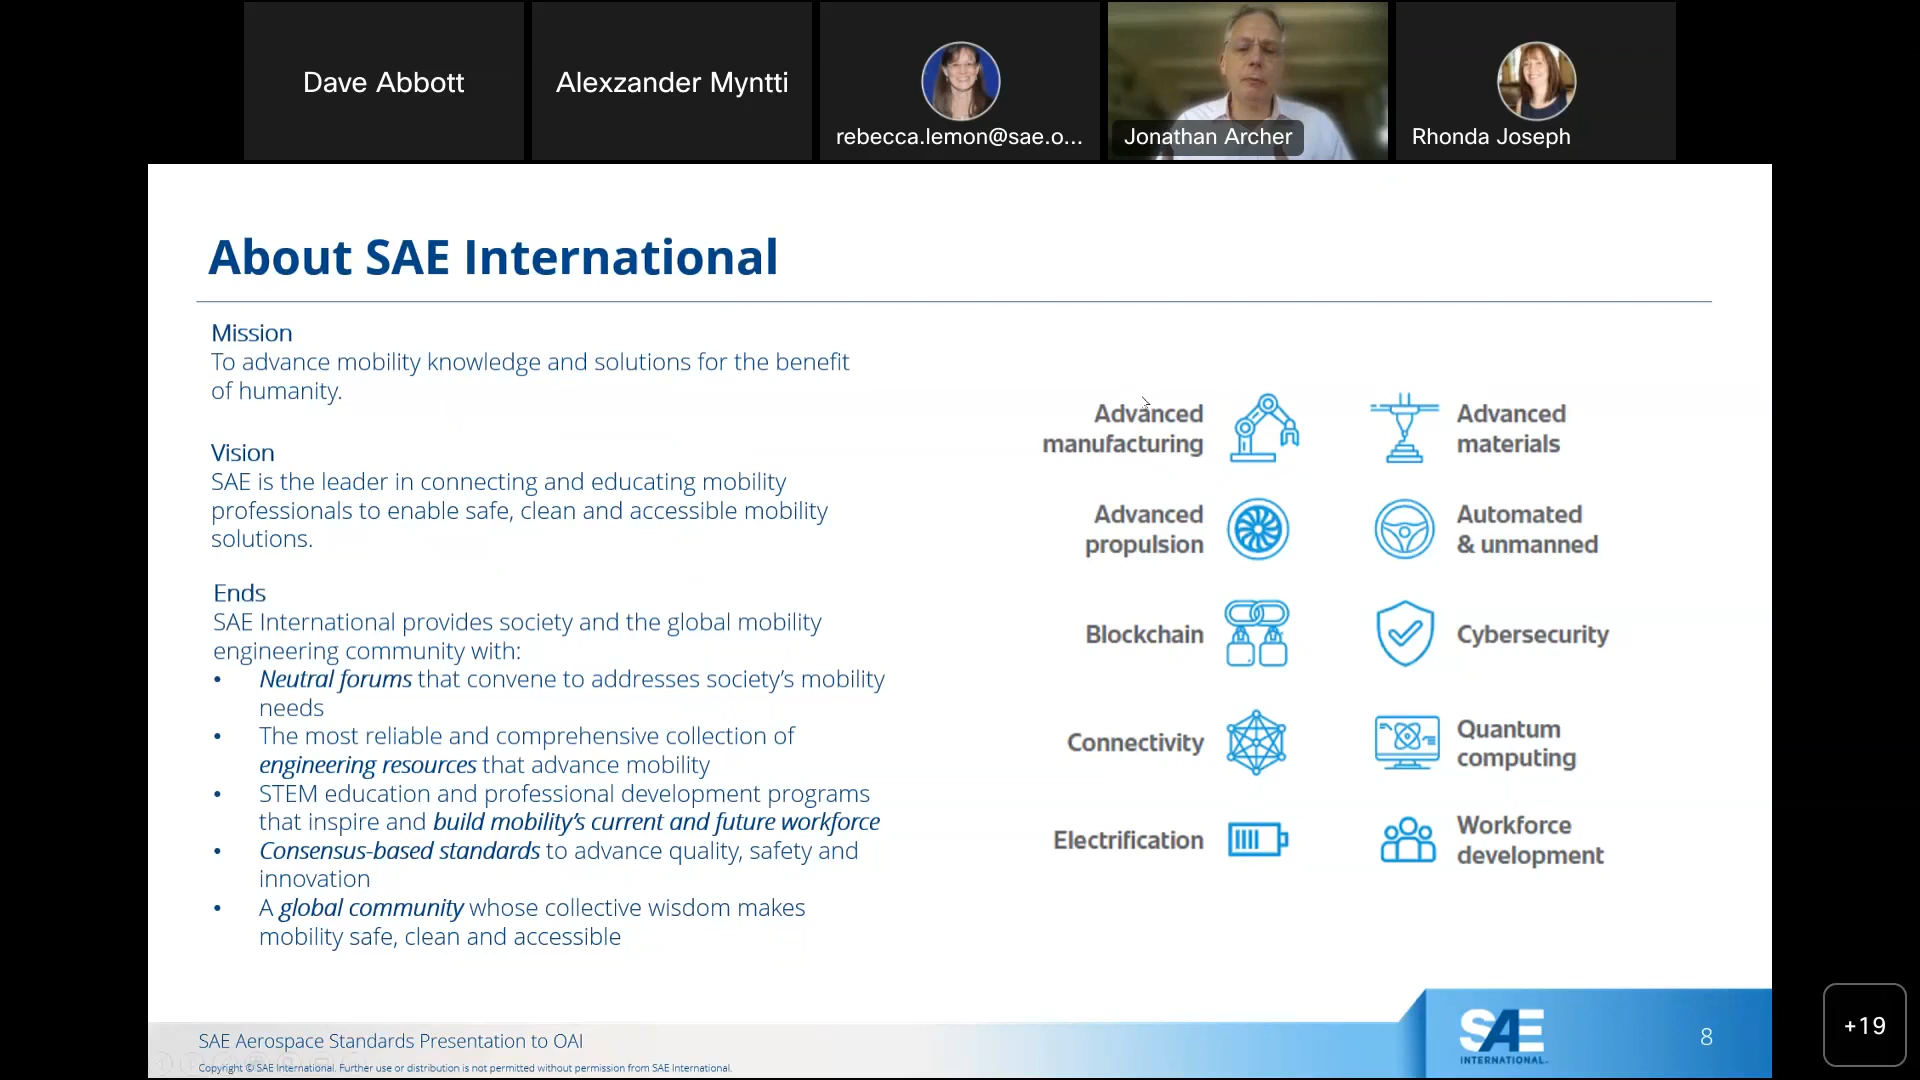 Dave Abbott
Alexzander Myntti
rebecca.lemon@sae.o...
Jonathan Archer
Rhonda Joseph
About SAE International
Mission
To advance mobility knowledge and solutions for the benefit
of humanity.
Vision
SAE is the leader in connecting and educating mobility
professionals to enable safe, clean and accessible mobility
solutions.
Ends
SAE International provides society and the global mobility
engineering community with:
• Neutral forums that convene to addresses society's mobility
needs
• The most reliable and comprehensive collection of
engineering resources that advance mobility
• STEM education and professional development programs
that inspire and build mobility's current and future workforce
• Consensus-based standards to advance quality, safety and
innovation
• A global community whose collective wisdom makes
mobility safe, clean and accessible
Advanced
manufacturing
Advanced
materials
Advanced
propulsion
Automated
& unmanned
Blockchain
Cybersecurity
Connectivity
Quantum
computing
Electrification
Workforce
development
SAE Aerospace Standards Presentation to OAI
Copyright © SAE International. Further use or distribution is not permitted without permission from SAE International.
SAE
INTERNATIONAL
8
+19